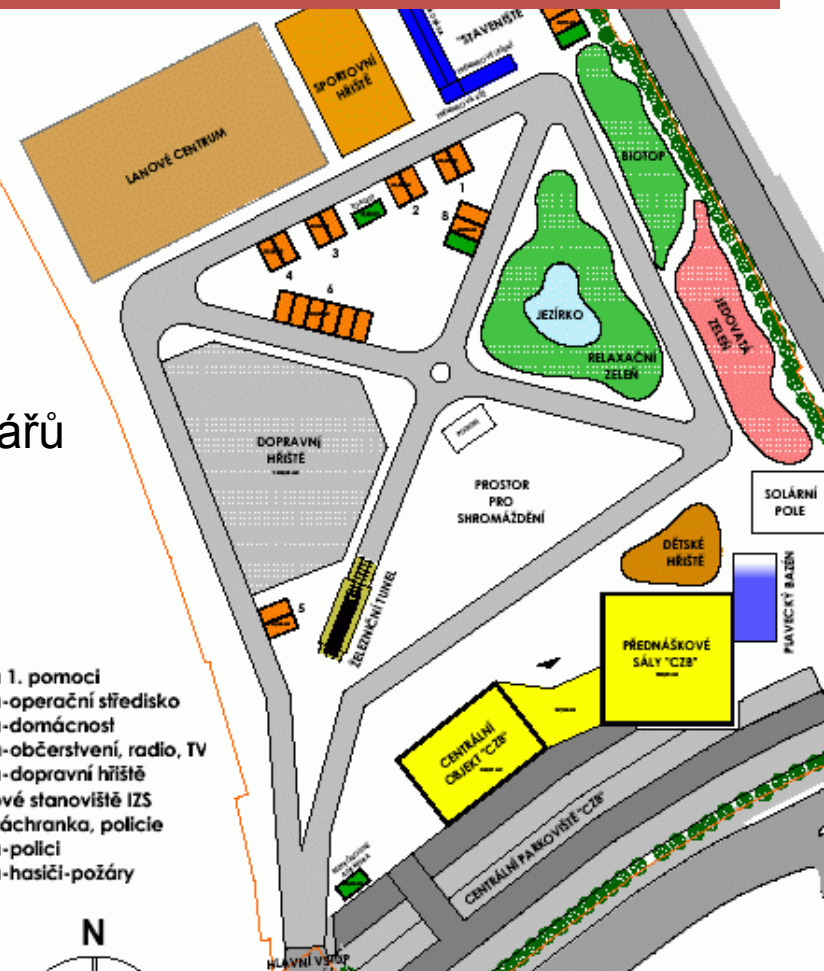 "STAVENIŠTĚ
SPORTOVNÍ
HŘIŠTĚ
LANOVÉ CENTRUM
BIOTOP
1
2
3
4
8
6
JEZÍRKO
RELAXAČNÍ
ZELEŇ
JEDOVATÁ
ZELEŇ
ářů
DOPRAVNÍ
HŘIŠTĚ
PROSTOR
PRO
SHROMÁŽDĚNÍ
SOLÁRNÍ
POLE
DĚTSKÉ
HŘIŠTĚ
PLAVECKÝ BAZÉN
5
ŽELEZNIČNÍ TUNEL
PŘEDNÁŠKOVÉ
SÁLY "CZB"
CENTRÁLNÍ
OBJEKT "CZB"
1. pomoci
-operační středisko
-domácnost
-občerstvení, radio, TV
-dopravní hřiště
ové stanoviště IZS
áchranka, policie
-polici
-hasiči-požáry
CENTRÁLNÍ PARKOVIŠTĚ "CZB"
N
HLAVNÍ VSTUP